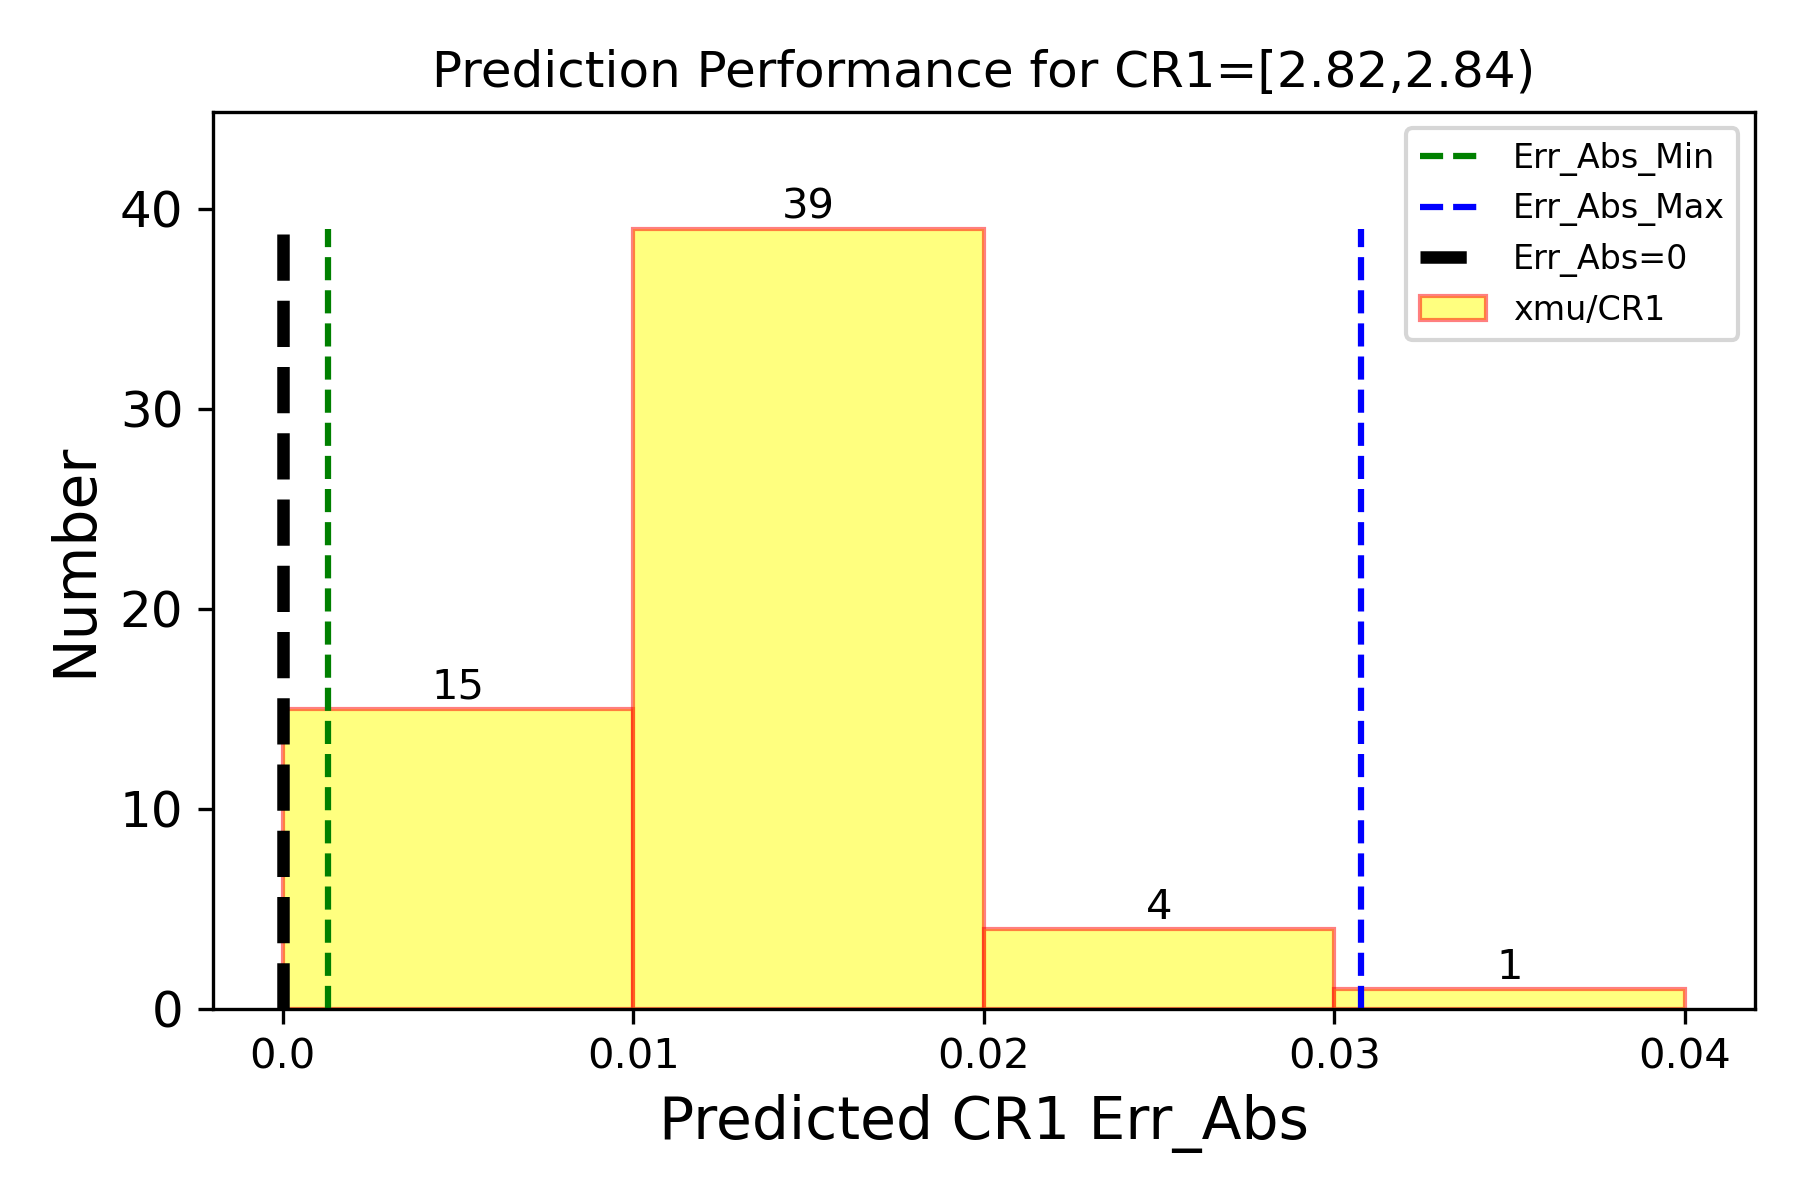 Prediction Performance for CR1=[2.82,2.84)
Err_Abs_Min
Err_Abs_Max
Err_Abs=0
xmu/CR1
Number
40
30
20
10
0
39
15
4
1
0.0 0.01 0.02 0.03 0.04
Predicted CR1 Err_Abs